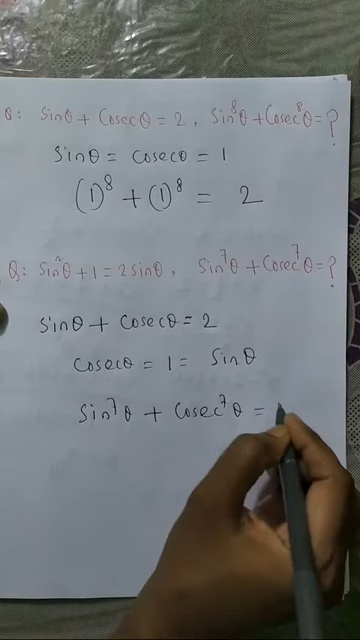 Q: Sinθ + Cosecθ = 2, Sin⁸θ + Cosec⁸θ = ?
Sinθ = cosecθ = 1
(1)⁸ + (1)⁸ = 2
Q: Sin²θ + 1 = 2 sinθ, Sin⁷θ + Cosec⁷θ = ?
Sinθ + Cosecθ = 2
Cosecθ = 1 = Sinθ
Sin⁷θ + Cosec⁷θ =